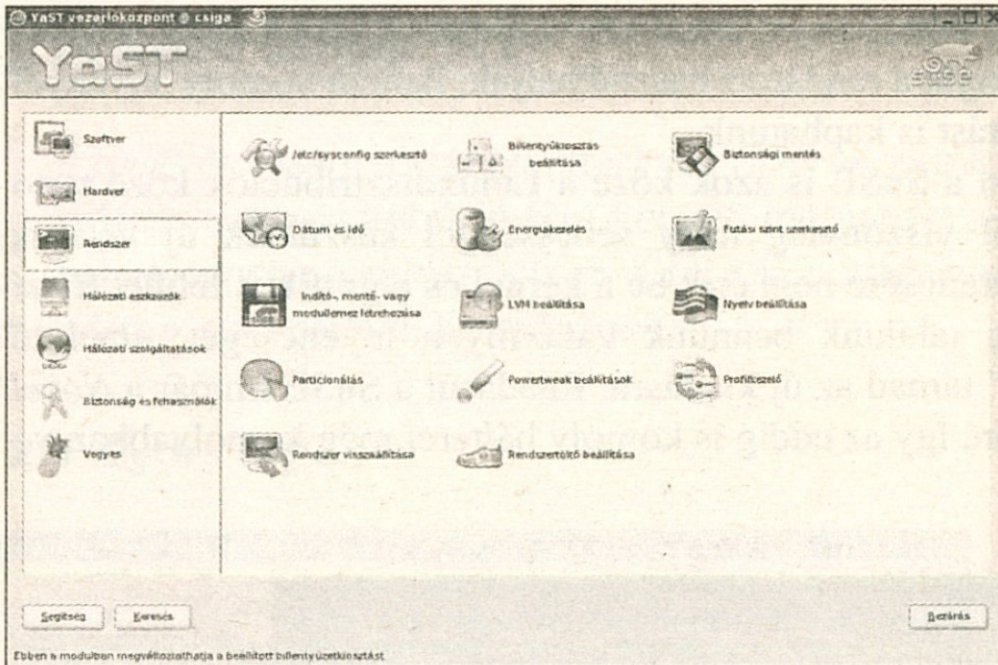 YaST vezérlőközpont @ csiga
YaST
SuSE
Szoftver
Hardver
Rendszer
Hálózati eszközök
Hálózati szolgáltatások
Biztonság és felhasználók
Vegyes
/etc/sysconfig szerkesztő
Billentyűkiosztás
beállítása
Biztonsági mentés
Dátum és idő
Energiakezelés
Futási szint szerkesztő
Indító-, mentő- vagy
modullemez létrehozása
LVM beállítása
Nyelv beállítása
Partícionálás
Powertweak beállítások
Profilkezelő
Rendszer visszaállítása
Rendszertöltő beállítása
Segítség
Keresés
Bezárás
Ebben a modulban megváltoztathatja a beállított billentyűzetkiosztást